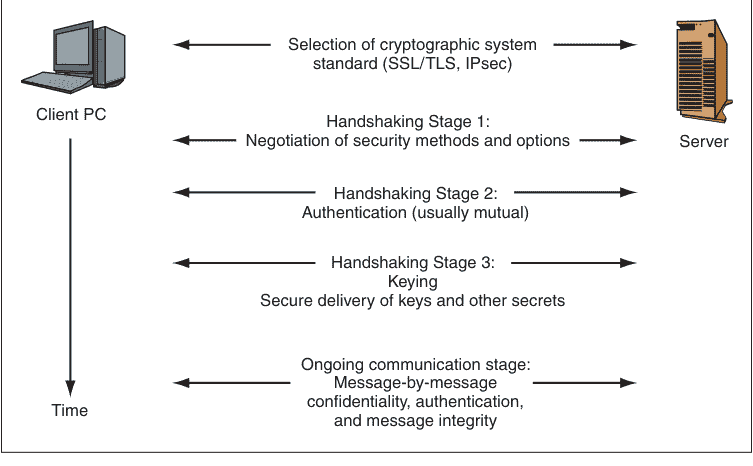 Selection of cryptographic system
standard (SSL/TLS, IPsec)
Client PC
Server
Handshaking Stage 1:
Negotiation of security methods and options
Handshaking Stage 2:
Authentication (usually mutual)
Handshaking Stage 3:
Keying
Secure delivery of keys and other secrets
Ongoing communication stage:
Message-by-message
confidentiality, authentication,
and message integrity
Time